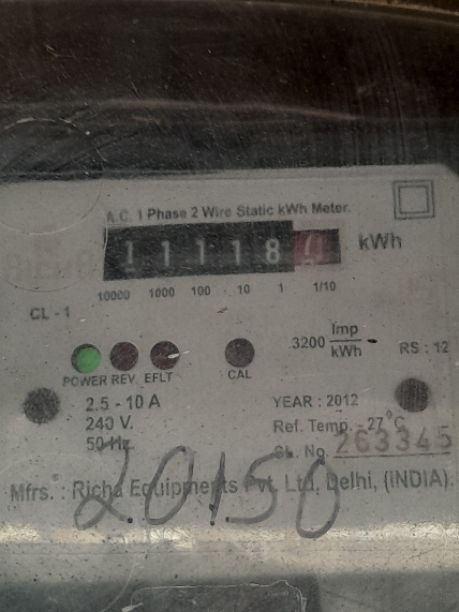 A.C. 1 Phase 2 Wire Static kWh Meter.
1 1 1 1 8 kWh
10000 1000 100 10 1 1/10
CL - 1
3200 Imp/kWh RS : 12
POWER REV EFLT CAL
2.5 - 10 A YEAR : 2012
240 V. Ref. Temp. -27°C
50 Hz SL. No. 263345
Mfrs. : Richa Equipments Pvt. Ltd, Delhi, (INDIA).
20150